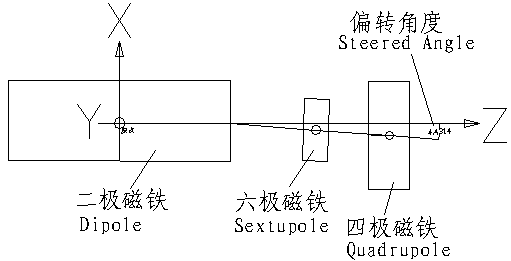 X
偏转角度
Steered Angle
Y
Z
二极磁铁
Dipole
六极磁铁
Sextupole
四极磁铁
Quadrupole